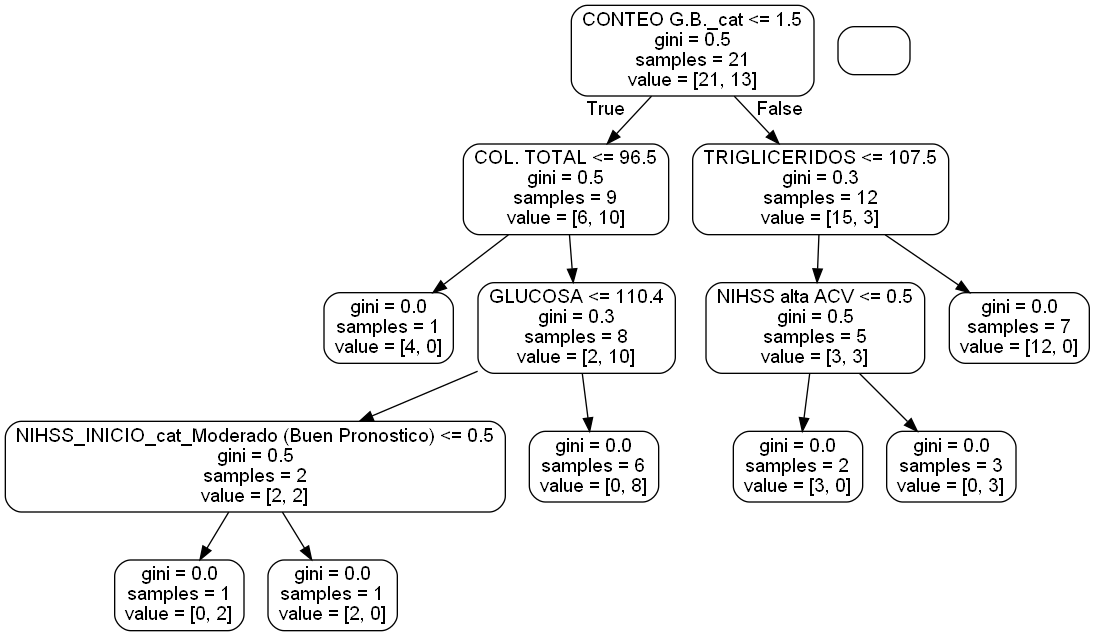 CONTEO G.B._cat <= 1.5
gini = 0.5
samples = 21
value = [21, 13]
True
False
COL. TOTAL <= 96.5
gini = 0.5
samples = 9
value = [6, 10]
TRIGLICERIDOS <= 107.5
gini = 0.3
samples = 12
value = [15, 3]
gini = 0.0
samples = 1
value = [4, 0]
GLUCOSA <= 110.4
gini = 0.3
samples = 8
value = [2, 10]
NIHSS alta ACV <= 0.5
gini = 0.5
samples = 5
value = [3, 3]
gini = 0.0
samples = 7
value = [12, 0]
NIHSS_INICIO_cat_Moderado (Buen Pronostico) <= 0.5
gini = 0.5
samples = 2
value = [2, 2]
gini = 0.0
samples = 6
value = [0, 8]
gini = 0.0
samples = 2
value = [3, 0]
gini = 0.0
samples = 3
value = [0, 3]
gini = 0.0
samples = 1
value = [0, 2]
gini = 0.0
samples = 1
value = [2, 0]